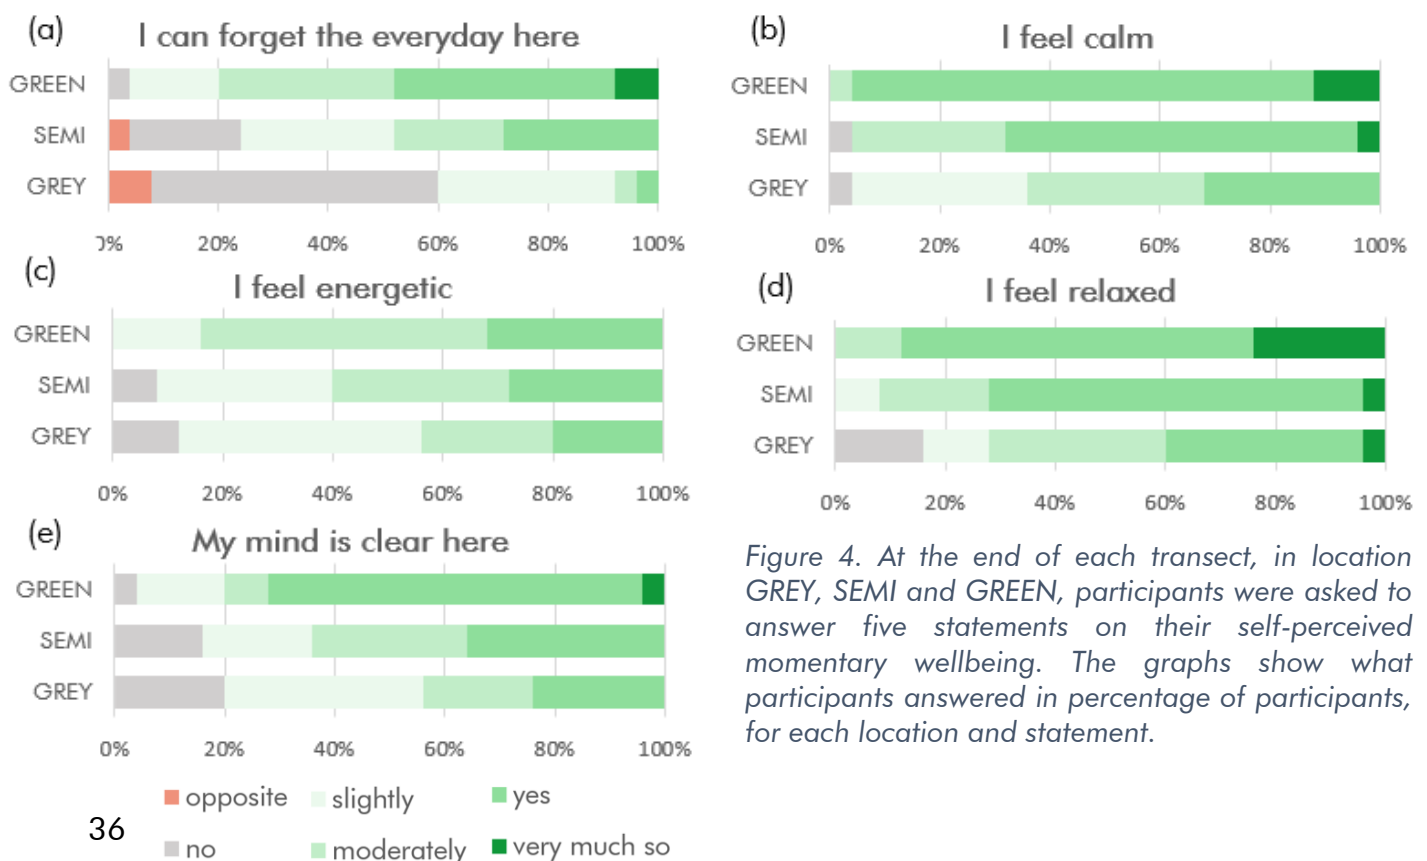 (a)
I can forget the everyday here
GREEN
SEMI
GREY
0% 20% 40% 60% 80% 100%
(b)
I feel calm
GREEN
SEMI
GREY
0% 20% 40% 60% 80% 100%
(c)
I feel energetic
GREEN
SEMI
GREY
0% 20% 40% 60% 80% 100%
(d)
I feel relaxed
GREEN
SEMI
GREY
0% 20% 40% 60% 80% 100%
(e)
My mind is clear here
GREEN
SEMI
GREY
0% 20% 40% 60% 80% 100%
opposite slightly yes
no moderately very much so
Figure 4. At the end of each transect, in location
GREY, SEMI and GREEN, participants were asked to
answer five statements on their self-perceived
momentary wellbeing. The graphs show what
participants answered in percentage of participants,
for each location and statement.
36